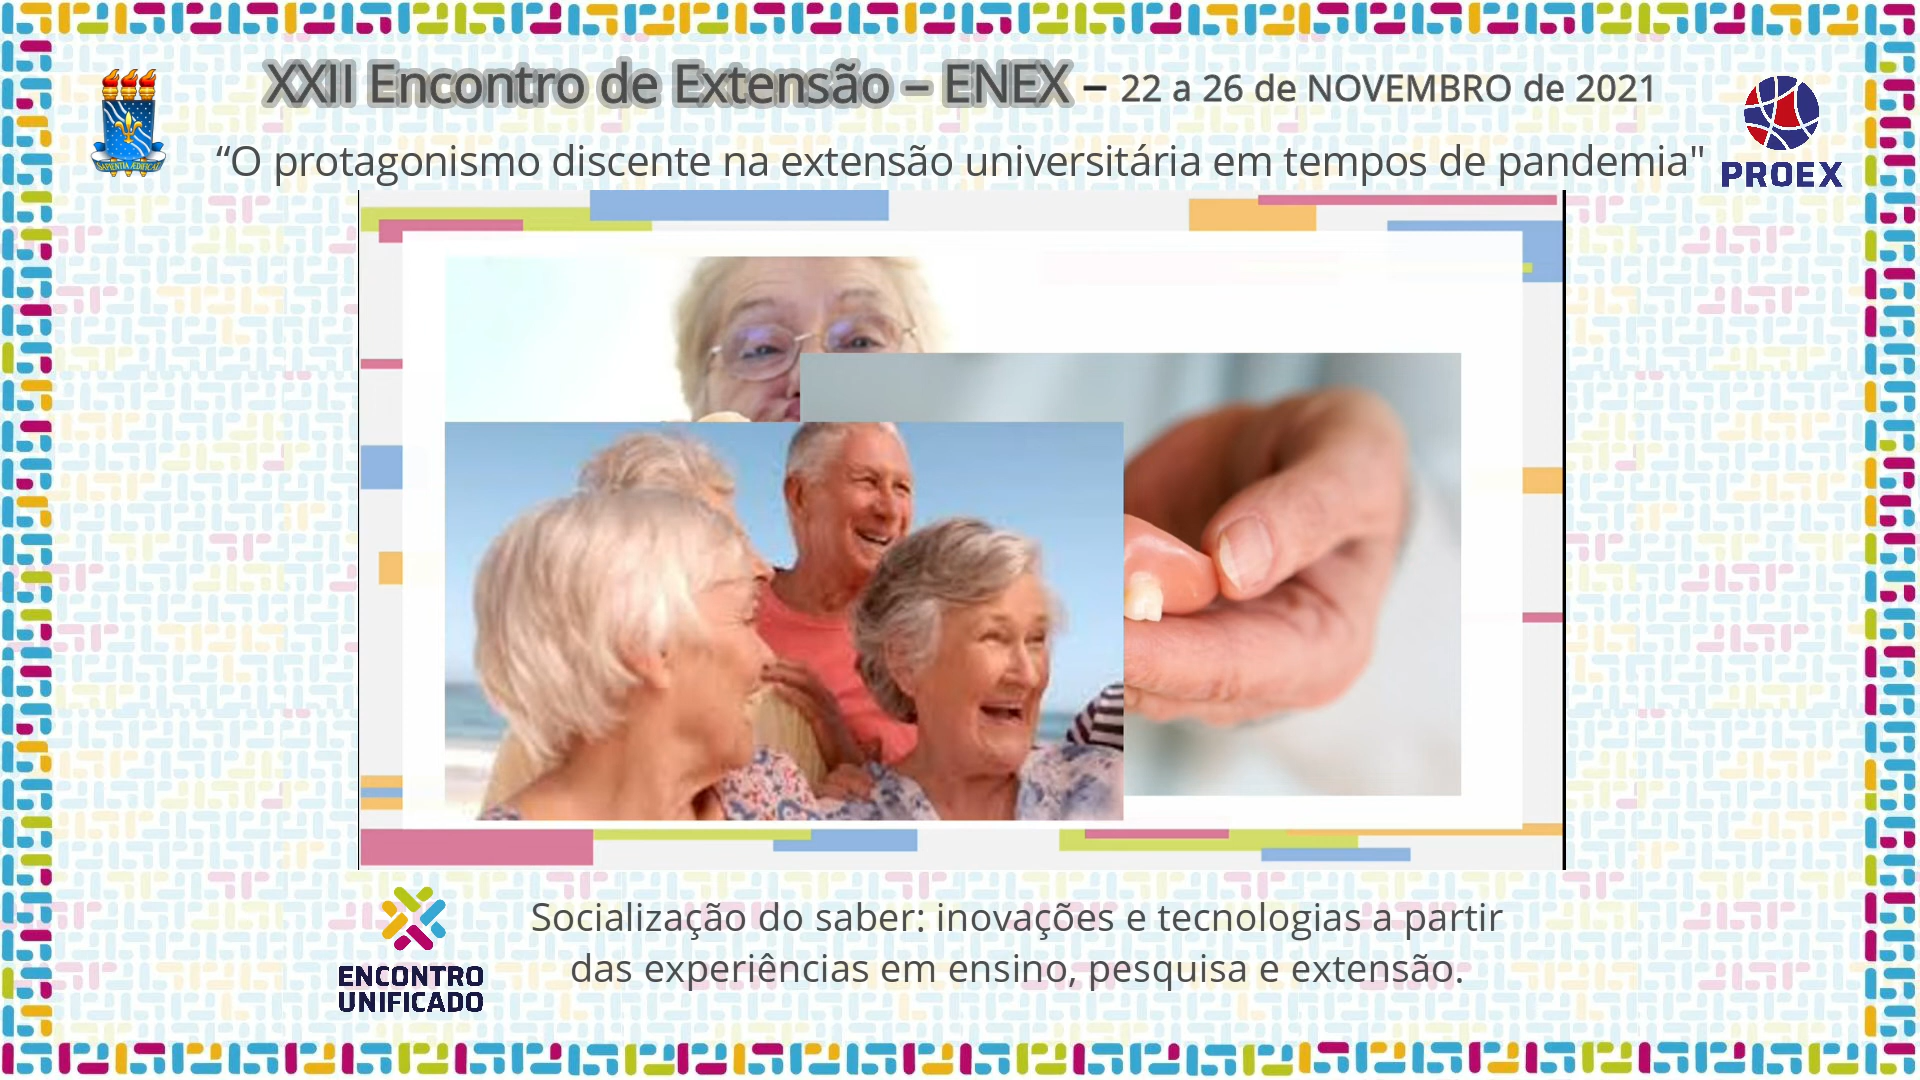 XXII Encontro de Extensão – ENEX – 22 a 26 de NOVEMBRO de 2021
“O protagonismo discente na extensão universitária em tempos de pandemia"
PROEX
Socialização do saber: inovações e tecnologias a partir
das experiências em ensino, pesquisa e extensão.
ENCONTRO
UNIFICADO